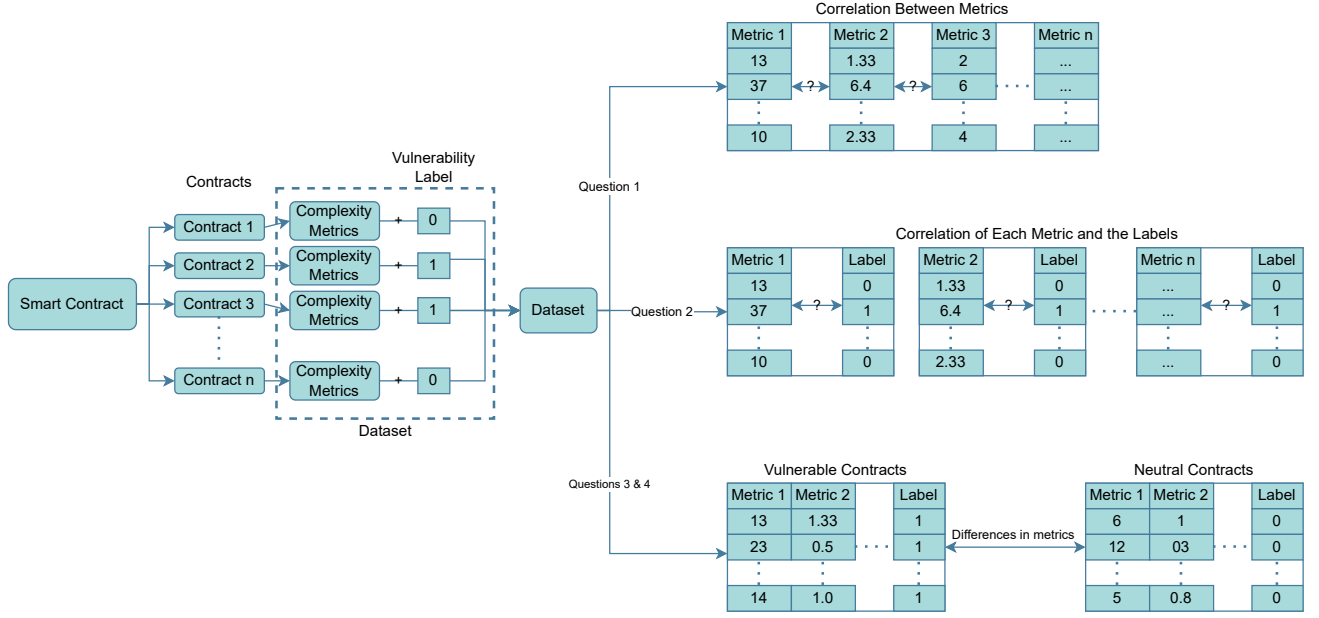 Correlation Between Metrics
Metric 1 Metric 2 Metric 3 Metric n
13 1.33 2 ...
37 ? 6.4 ? 6 ...
10 2.33 4 ...
Vulnerability
Label
Contracts
Question 1
Complexity
Metrics + 0
Contract 1
Complexity
Metrics + 1
Contract 2
Smart Contract
Contract 3
Complexity
Metrics + 1
Contract n
Complexity
Metrics + 0
Dataset
Dataset
Question 2
Correlation of Each Metric and the Labels
Metric 1 Label Metric 2 Label Metric n Label
13 0 1.33 0 ... 0
37 ? 1 6.4 ? 1 ... ? 1
10 0 2.33 0 ... 0
Questions 3 & 4
Vulnerable Contracts
Metric 1 Metric 2 Label
13 1.33 1
23 0.5 1
14 1.0 1
Differences in metrics
Neutral Contracts
Metric 1 Metric 2 Label
6 1 0
12 03 0
5 0.8 0